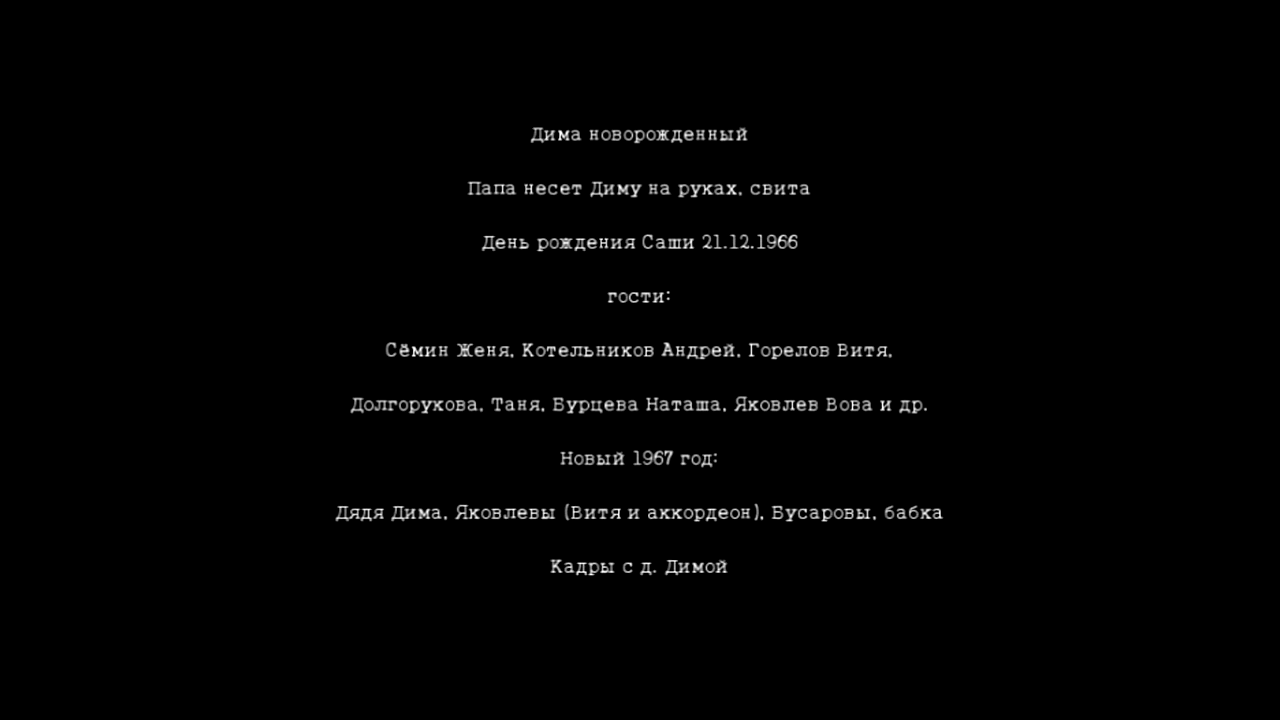 Дима новорожденный
Папа несет Диму на руках, свита
День рождения Саши 21.12.1966
гости:
Сёмин Женя, Котельников Андрей, Горелов Витя,
Долгорукова, Таня, Бурцева Наташа, Яковлев Вова и др.
Новый 1967 год:
Дядя Дима, Яковлевы (Витя и аккордеон), Бусаровы, бабка
Кадры с д. Димой